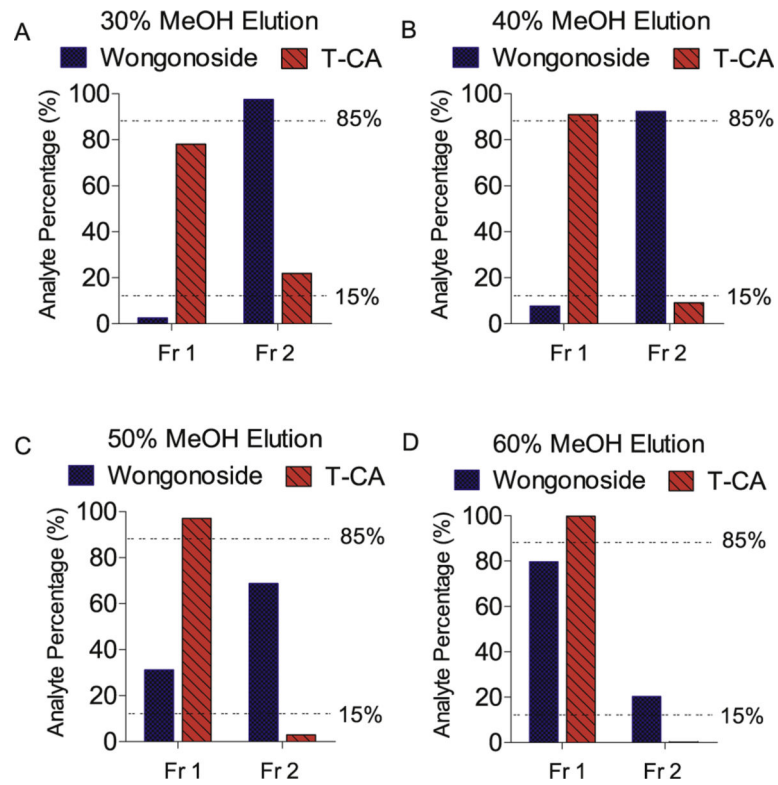 A
30% MeOH Elution
Wongonoside T-CA
Analyte Percentage (%)
100
80
60
40
20
0
85%
15%
Fr 1 Fr 2
B
40% MeOH Elution
Wongonoside T-CA
Analyte Percentage (%)
100
80
60
40
20
0
85%
15%
Fr 1 Fr 2
C
50% MeOH Elution
Wongonoside T-CA
Analyte Percentage (%)
100
80
60
40
20
0
85%
15%
Fr 1 Fr 2
D
60% MeOH Elution
Wongonoside T-CA
Analyte Percentage (%)
100
80
60
40
20
0
85%
15%
Fr 1 Fr 2